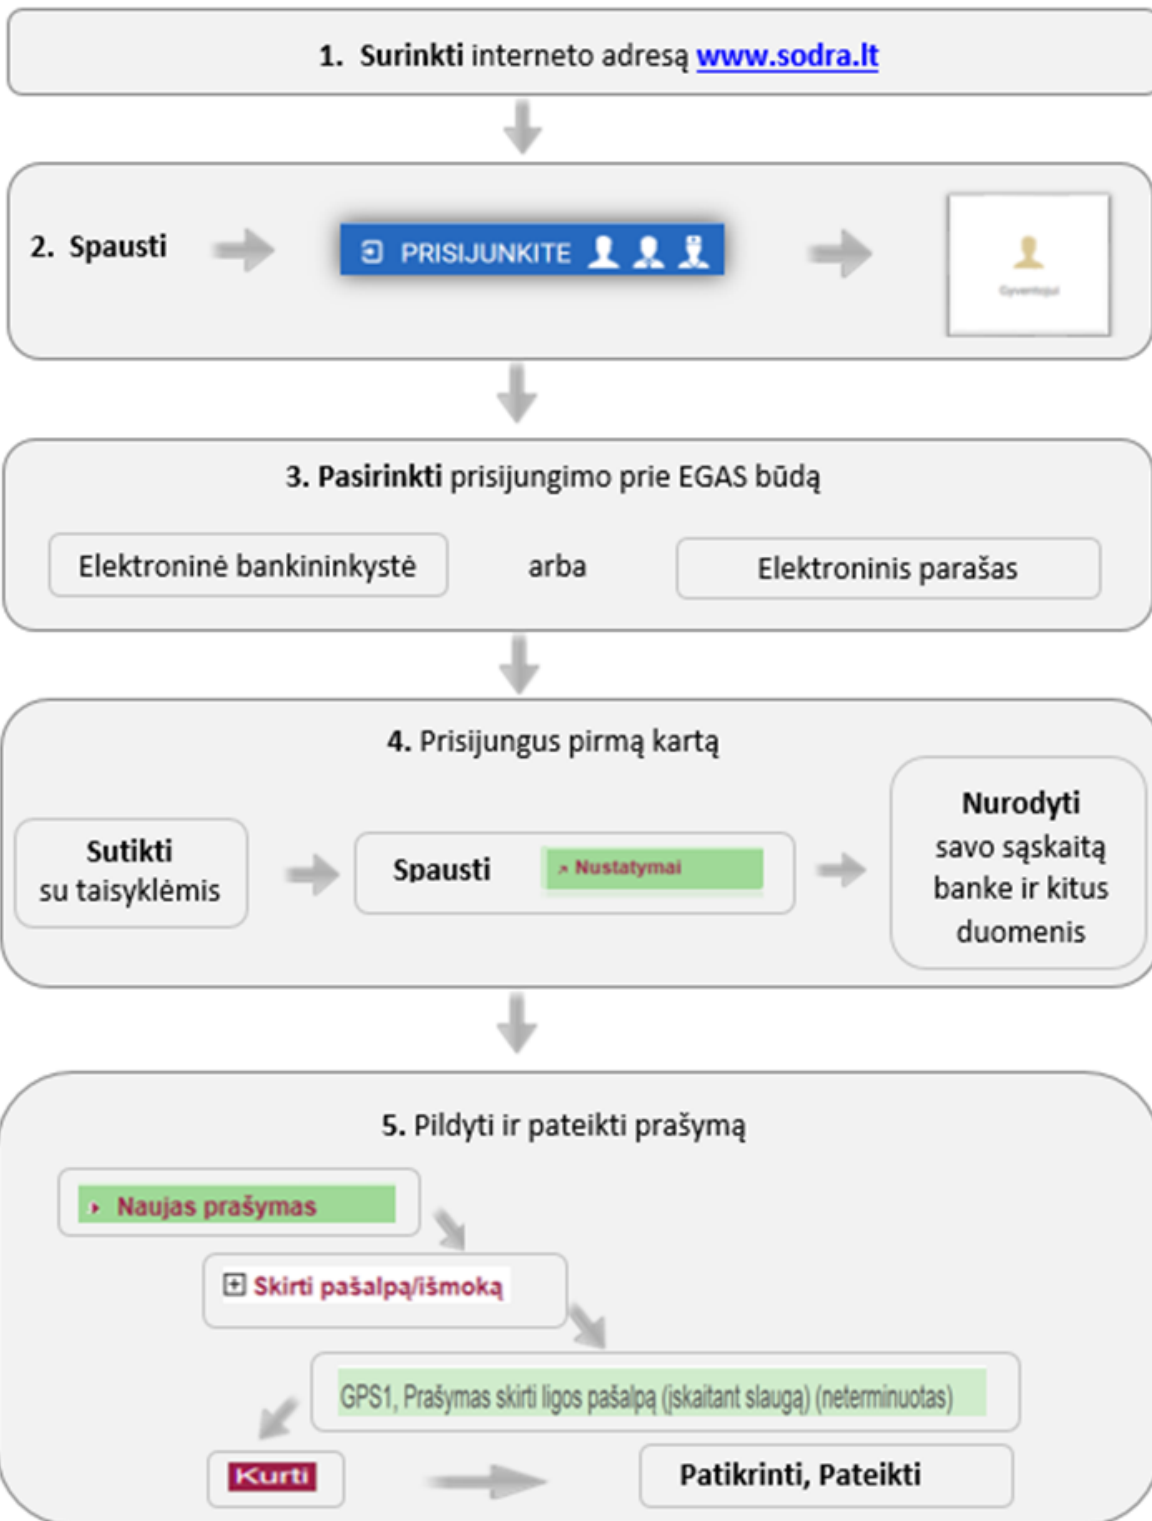 1. Surinkti interneto adresą www.sodra.lt
2. Spausti
PRISIJUNKITE
Gyventojui
3. Pasirinkti prisijungimo prie EGAS būdą
Elektroninė bankininkystė
arba
Elektroninis parašas
4. Prisijungus pirmą kartą
Sutikti
su taisyklėmis
Spausti
Nustatymai
Nurodyti
savo sąskaitą
banke ir kitus
duomenis
5. Pildyti ir pateikti prašymą
Naujas prašymas
Skirti pašalpą/išmoką
GPS1, Prašymas skirti ligos pašalpą (įskaitant slaugą) (neterminuotas)
Kurti
Patikrinti, Pateikti